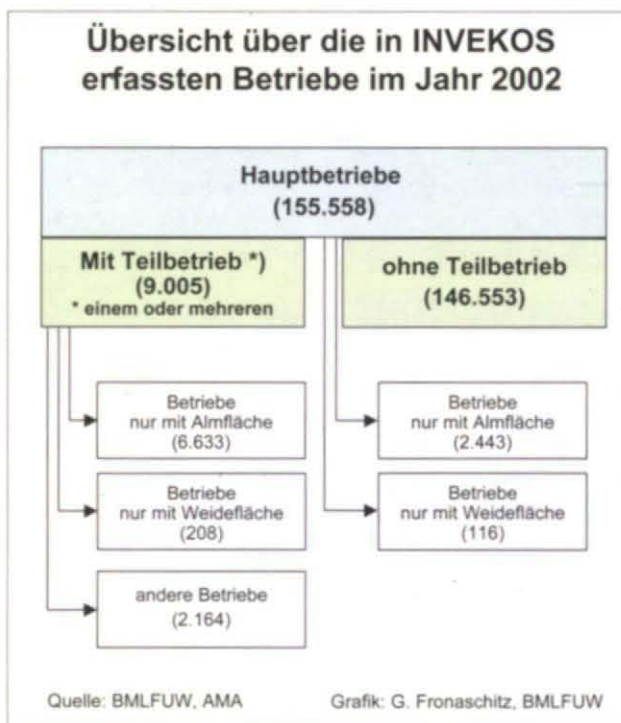 Übersicht über die in INVEKOS
erfassten Betriebe im Jahr 2002
Hauptbetriebe
(155.558)
Mit Teilbetrieb *)
(9.005)
* einem oder mehreren
ohne Teilbetrieb
(146.553)
Betriebe
nur mit Almfläche
(6.633)
Betriebe
nur mit Almfläche
(2.443)
Betriebe
nur mit Weidefläche
(208)
Betriebe
nur mit Weidefläche
(116)
andere Betriebe
(2.164)
Quelle: BMLFUW, AMA
Grafik: G. Fronaschitz, BMLFUW